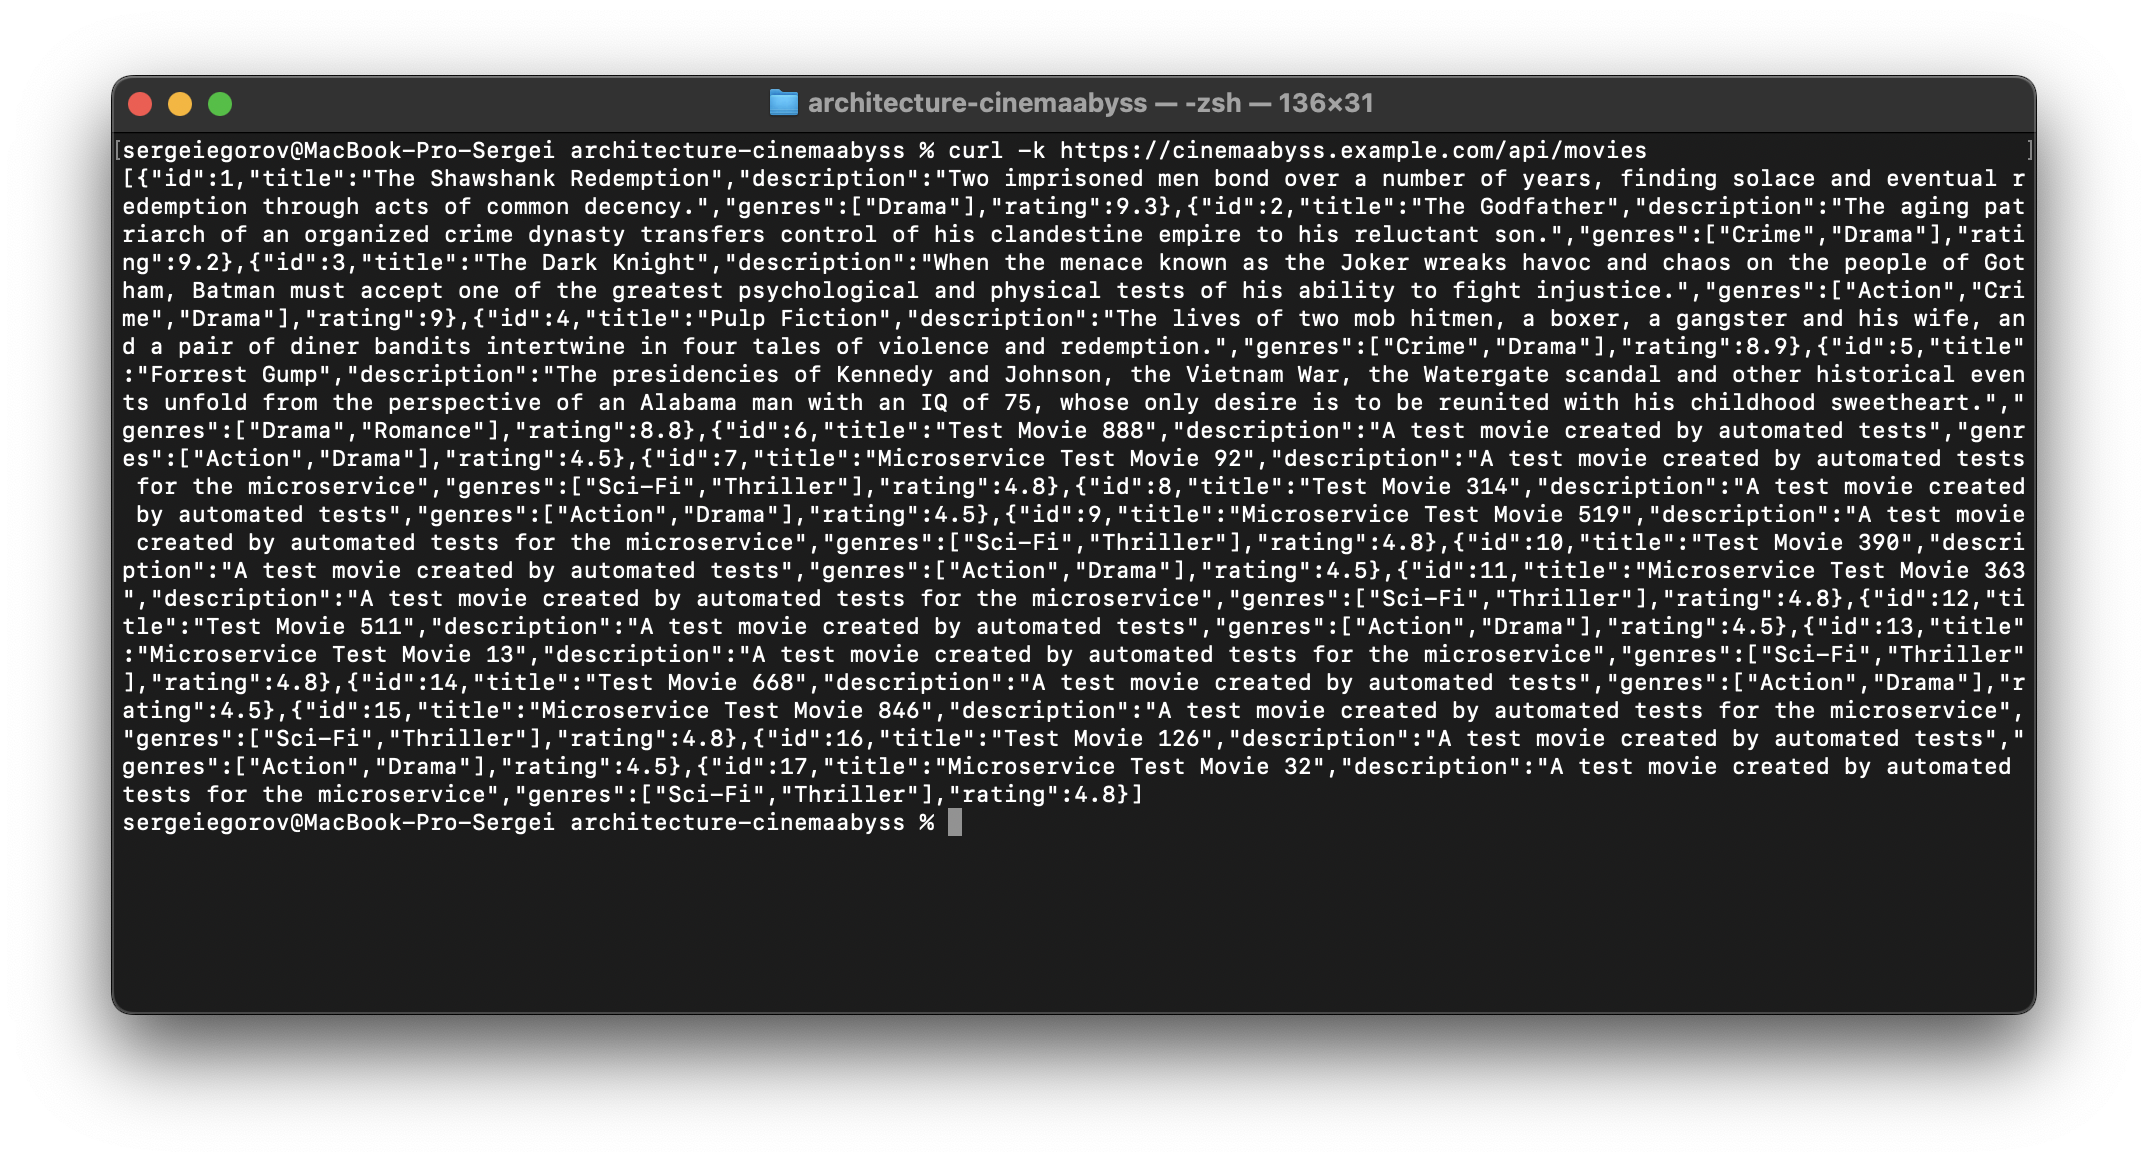 architecture-cinemaabyss — -zsh — 136×31
[sergeiegorov@MacBook-Pro-Sergei architecture-cinemaabyss % curl -k https://cinemaabyss.example.com/api/movies ]
[{"id":1,"title":"The Shawshank Redemption","description":"Two imprisoned men bond over a number of years, finding solace and eventual r
edemption through acts of common decency.","genres":["Drama"],"rating":9.3},{"id":2,"title":"The Godfather","description":"The aging pat
riarch of an organized crime dynasty transfers control of his clandestine empire to his reluctant son.","genres":["Crime","Drama"],"rati
ng":9.2},{"id":3,"title":"The Dark Knight","description":"When the menace known as the Joker wreaks havoc and chaos on the people of Got
ham, Batman must accept one of the greatest psychological and physical tests of his ability to fight injustice.","genres":["Action","Cri
me","Drama"],"rating":9},{"id":4,"title":"Pulp Fiction","description":"The lives of two mob hitmen, a boxer, a gangster and his wife, an
d a pair of diner bandits intertwine in four tales of violence and redemption.","genres":["Crime","Drama"],"rating":8.9},{"id":5,"title"
:"Forrest Gump","description":"The presidencies of Kennedy and Johnson, the Vietnam War, the Watergate scandal and other historical even
ts unfold from the perspective of an Alabama man with an IQ of 75, whose only desire is to be reunited with his childhood sweetheart.","
genres":["Drama","Romance"],"rating":8.8},{"id":6,"title":"Test Movie 888","description":"A test movie created by automated tests","genr
es":["Action","Drama"],"rating":4.5},{"id":7,"title":"Microservice Test Movie 92","description":"A test movie created by automated tests
 for the microservice","genres":["Sci-Fi","Thriller"],"rating":4.8},{"id":8,"title":"Test Movie 314","description":"A test movie created
 by automated tests","genres":["Action","Drama"],"rating":4.5},{"id":9,"title":"Microservice Test Movie 519","description":"A test movie
 created by automated tests for the microservice","genres":["Sci-Fi","Thriller"],"rating":4.8},{"id":10,"title":"Test Movie 390","descri
ption":"A test movie created by automated tests","genres":["Action","Drama"],"rating":4.5},{"id":11,"title":"Microservice Test Movie 363
","description":"A test movie created by automated tests for the microservice","genres":["Sci-Fi","Thriller"],"rating":4.8},{"id":12,"ti
tle":"Test Movie 511","description":"A test movie created by automated tests","genres":["Action","Drama"],"rating":4.5},{"id":13,"title"
:"Microservice Test Movie 13","description":"A test movie created by automated tests for the microservice","genres":["Sci-Fi","Thriller"
],"rating":4.8},{"id":14,"title":"Test Movie 668","description":"A test movie created by automated tests","genres":["Action","Drama"],"r
ating":4.5},{"id":15,"title":"Microservice Test Movie 846","description":"A test movie created by automated tests for the microservice",
"genres":["Sci-Fi","Thriller"],"rating":4.8},{"id":16,"title":"Test Movie 126","description":"A test movie created by automated tests","
genres":["Action","Drama"],"rating":4.5},{"id":17,"title":"Microservice Test Movie 32","description":"A test movie created by automated
tests for the microservice","genres":["Sci-Fi","Thriller"],"rating":4.8}]
sergeiegorov@MacBook-Pro-Sergei architecture-cinemaabyss %